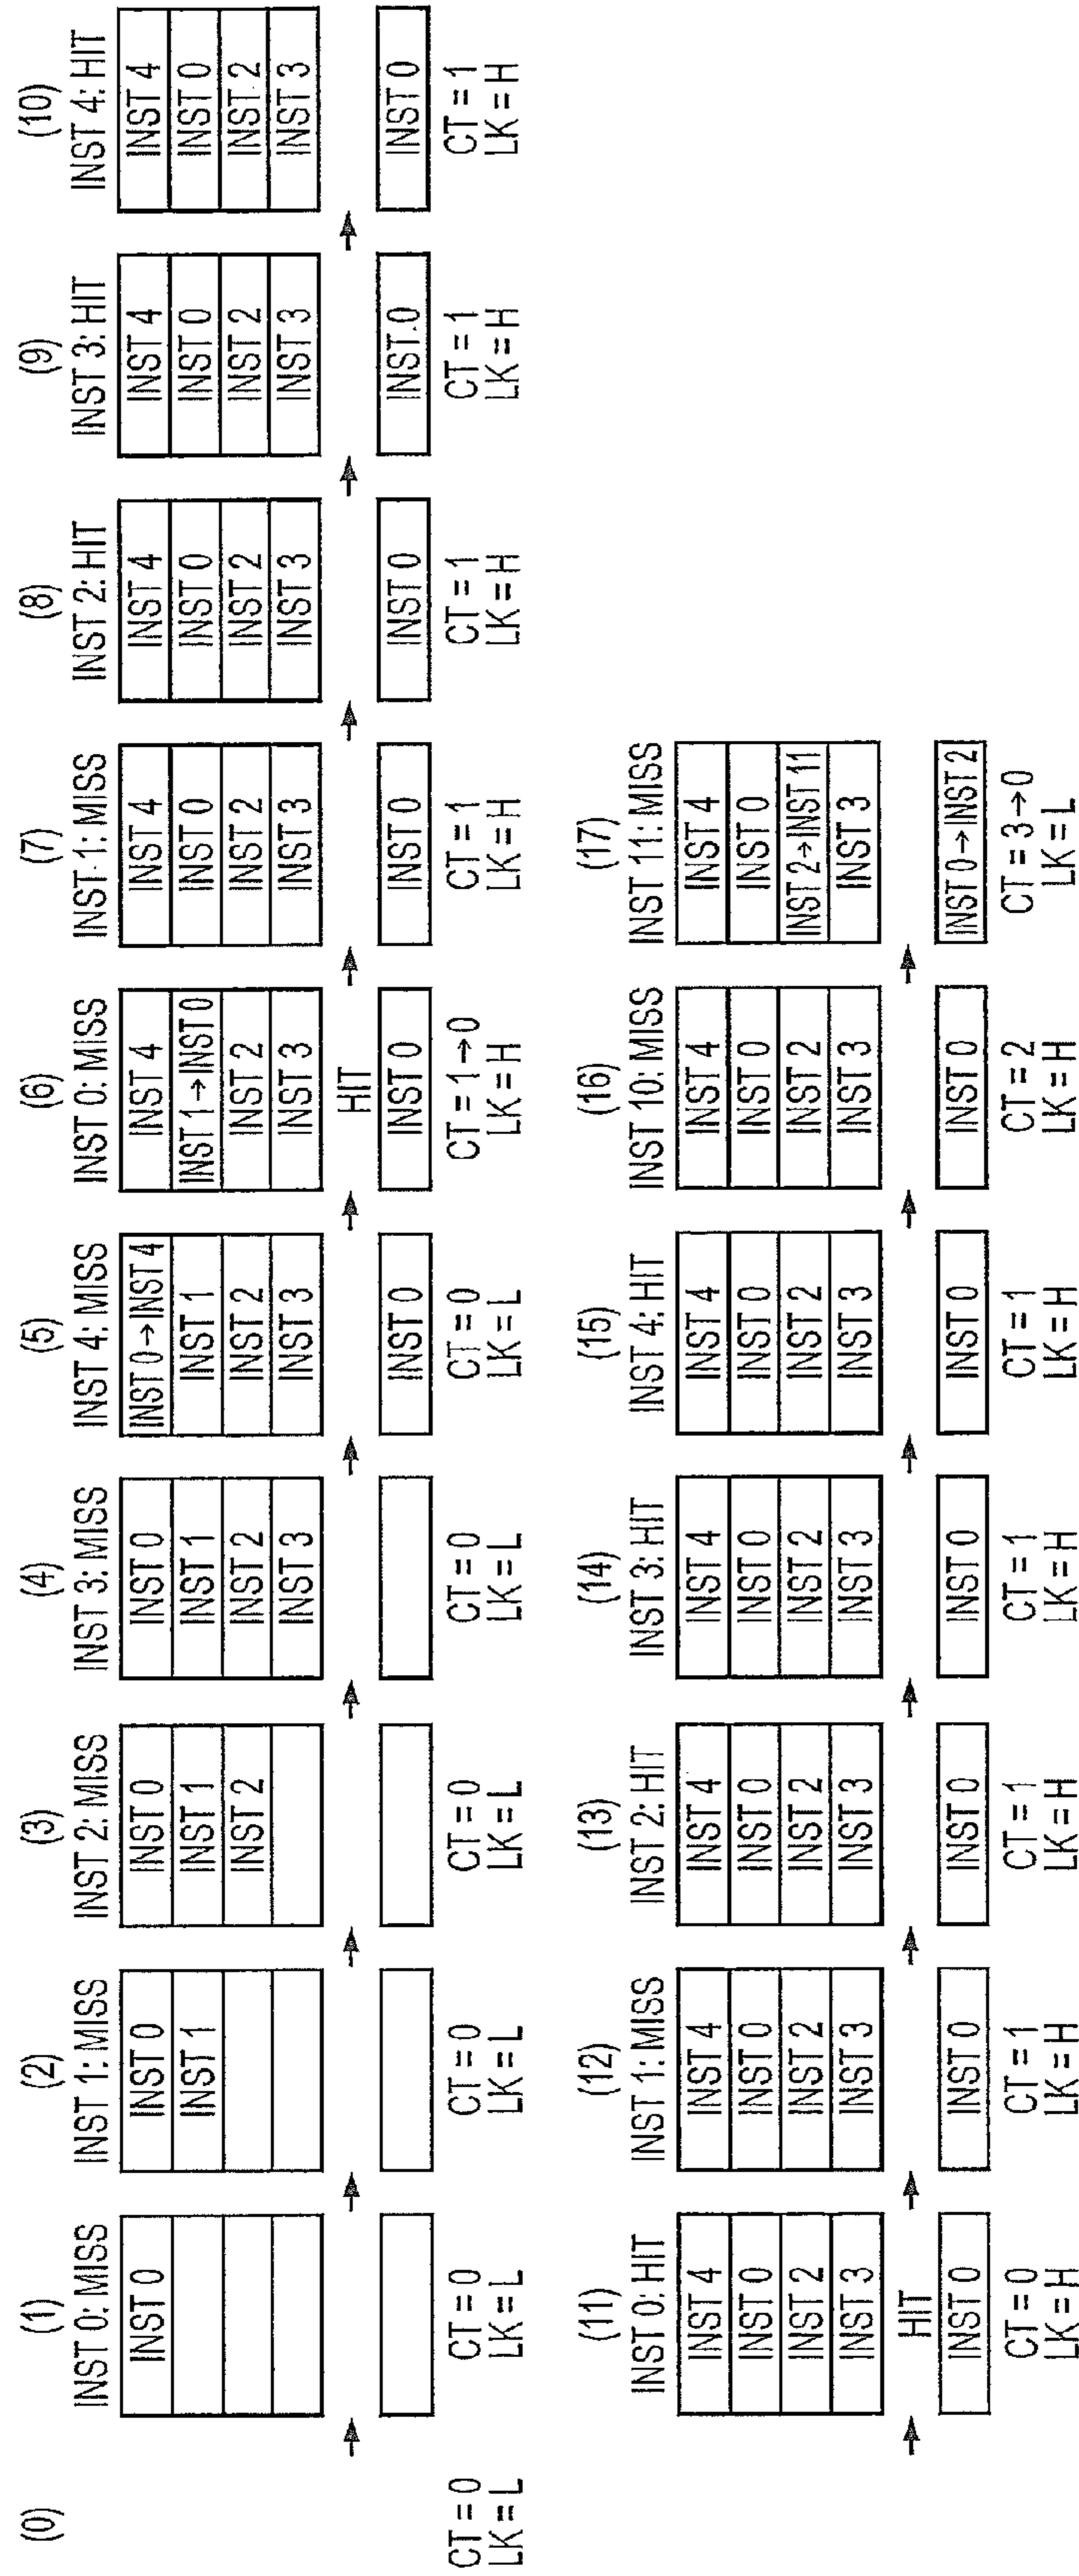 (0)
CT = 0
LK = L
(1)
INST 0: MISS
INST 0
CT = 0
LK = L
(2)
INST 1: MISS
INST 0
INST 1
CT = 0
LK = L
(3)
INST 2: MISS
INST 0
INST 1
INST 2
CT = 0
LK = L
(4)
INST 3: MISS
INST 0
INST 1
INST 2
INST 3
CT = 0
LK = L
(5)
INST 4: MISS
INST 0→INST 4
INST 1
INST 2
INST 3
INST 0
CT = 0
LK = L
(6)
INST 0: MISS
INST 4
INST 1→INST 0
INST 2
INST 3
HIT
INST 0
CT = 1→0
LK = H
(7)
INST 1: MISS
INST 4
INST 0
INST 2
INST 3
INST 0
CT = 1
LK = H
(8)
INST 2: HIT
INST 4
INST 0
INST 2
INST 3
INST 0
CT = 1
LK = H
(9)
INST 3: HIT
INST 4
INST 0
INST 2
INST 3
INST 0
CT = 1
LK = H
(10)
INST 4: HIT
INST 4
INST 0
INST 2
INST 3
INST 0
CT = 1
LK = H
(11)
INST 0: HIT
INST 4
INST 0
INST 2
INST 3
HIT
INST 0
CT = 0
LK = H
(12)
INST 1: MISS
INST 4
INST 0
INST 2
INST 3
INST 0
CT = 1
LK = H
(13)
INST 2: HIT
INST 4
INST 0
INST 2
INST 3
INST 0
CT = 1
LK = H
(14)
INST 3: HIT
INST 4
INST 0
INST 2
INST 3
INST 0
CT = 1
LK = H
(15)
INST 4: HIT
INST 4
INST 0
INST 2
INST 3
INST 0
CT = 1
LK = H
(16)
INST 10: MISS
INST 4
INST 0
INST 2
INST 3
INST 0
CT = 2
LK = H
(17)
INST 11: MISS
INST 4
INST 0
INST 2→INST 11
INST 3
INST 0→INST 2
CT = 3→0
LK = L